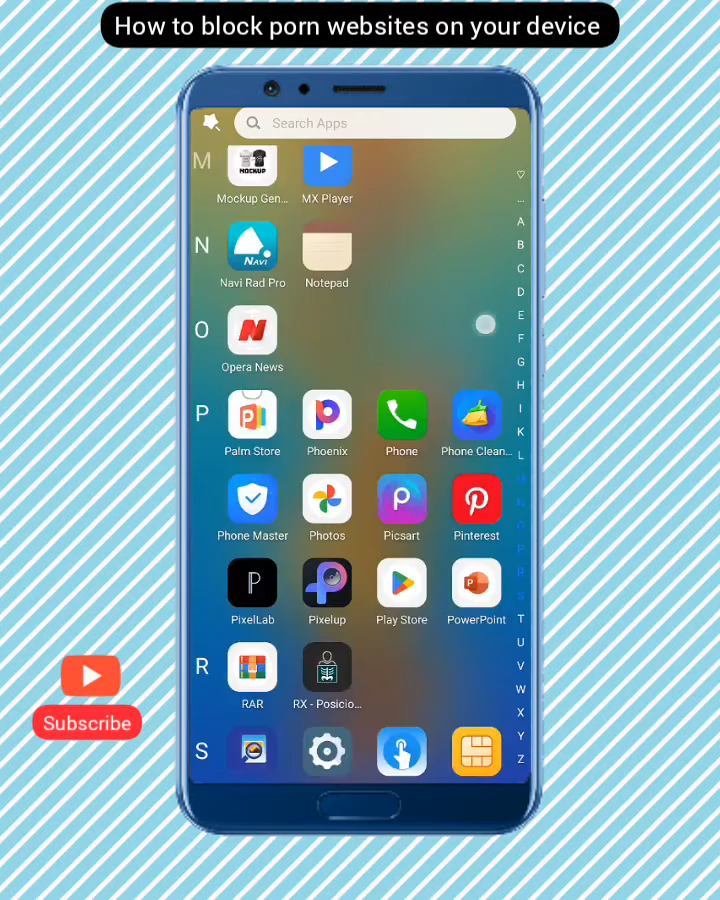 How to block porn websites on your device
Search Apps
M
MOCKUP
Mockup Gen... MX Player
N
NAVI
Navi Rad Pro Notepad
O
Opera News
P
Palm Store Phoenix Phone Phone Clean...
Phone Master Photos Picsart Pinterest
PixelLab Pixelup Play Store PowerPoint
R
RAR RX - Posicio...
S
Subscribe
...
A
B
C
D
E
F
G
H
I
K
L
M
N
O
P
R
S
T
U
V
W
X
Y
Z